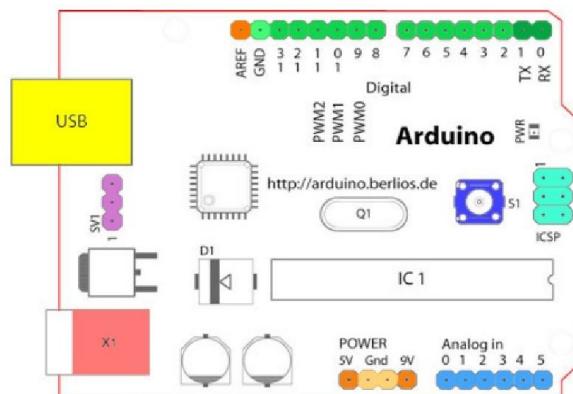 AREF
GND
13
12
11
10
9
8
7
6
5
4
3
2
1
0
TX
RX
Digital
PWM2
PWM1
PWM0
Arduino
PWR
USB
http://arduino.berlios.de
1
ICSP
SV1
1
Q1
S1
D1
IC 1
X1
POWER
5V Gnd 9V
Analog in
0 1 2 3 4 5